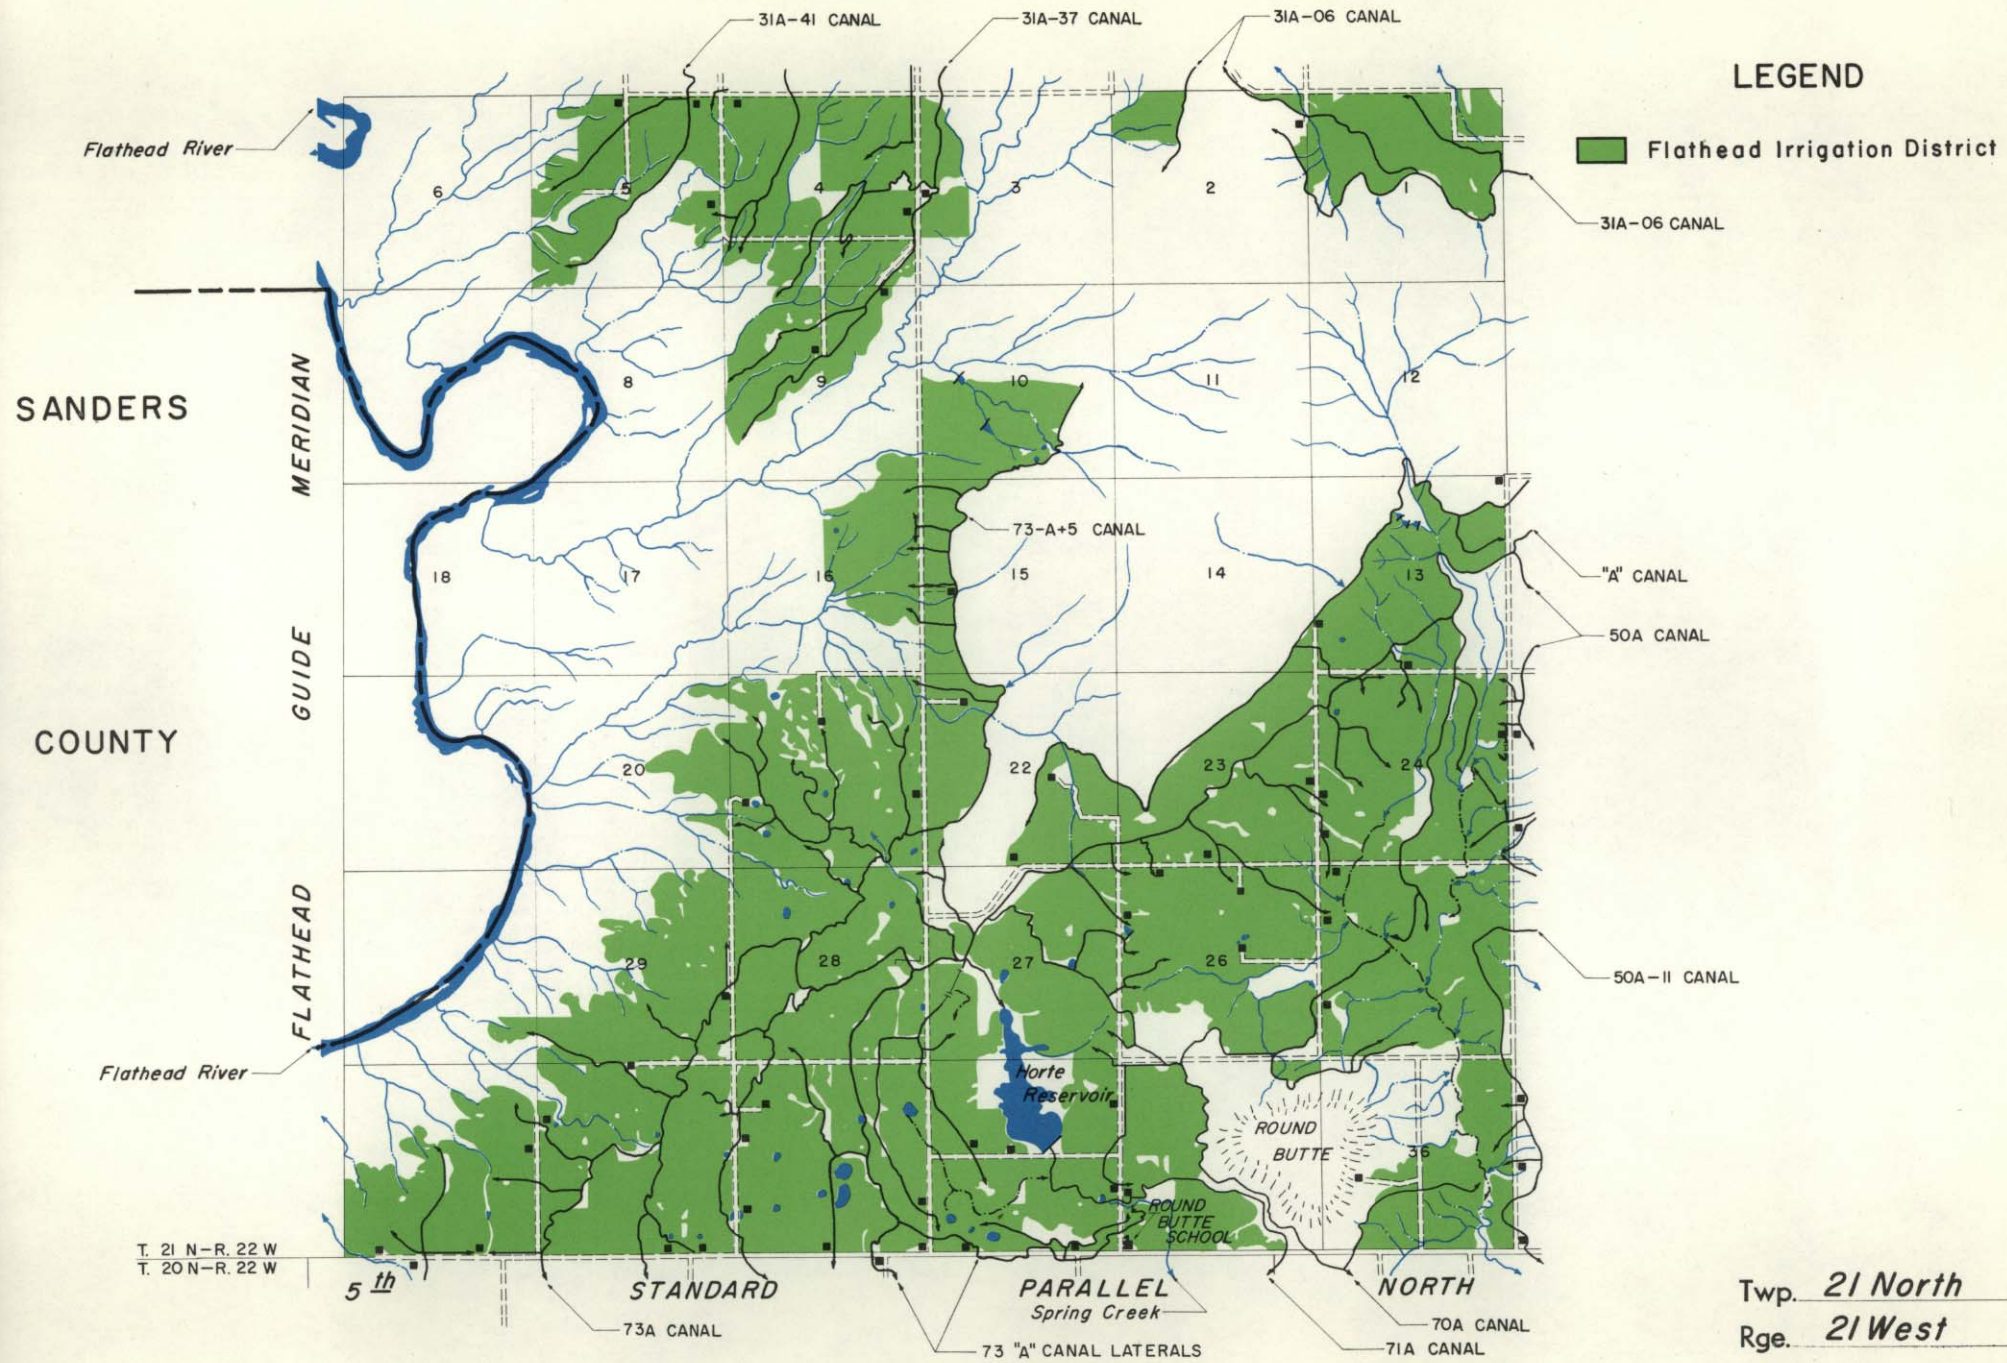 31A-41 CANAL
31A-37 CANAL
31A-06 CANAL
LEGEND
Flathead Irrigation District
Flathead River
6
5
4
3
2
1
31A-06 CANAL
SANDERS
COUNTY
FLATHEAD GUIDE MERIDIAN
8
9
10
11
12
73-A+5 CANAL
18
17
16
15
14
13
"A" CANAL
50A CANAL
20
22
23
24
29
28
27
26
50A-11 CANAL
Flathead River
Horte
Reservoir
ROUND
BUTTE
36
ROUND
BUTTE
SCHOOL
T. 21 N-R. 22 W
T. 20 N-R. 22 W
5th STANDARD PARALLEL NORTH
Spring Creek
73A CANAL
73 "A" CANAL LATERALS
70A CANAL
71A CANAL
Twp. 21 North
Rge. 21 West